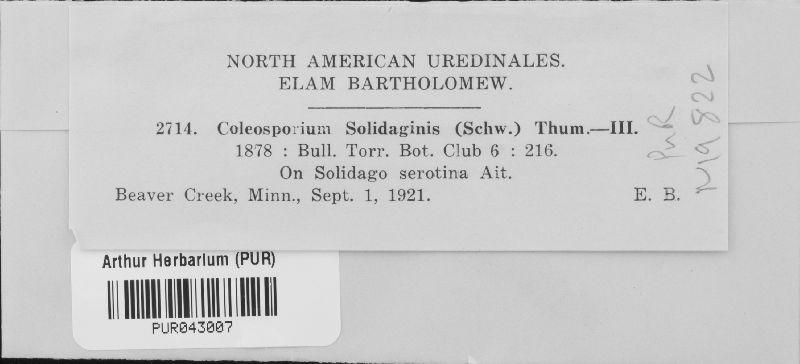 NORTH AMERICAN UREDINALES.
ELAM BARTHOLOMEW.
2714. Coleosporium Solidaginis (Schw.) Thum.—III.
1878 : Bull. Torr. Bot. Club 6 : 216.
On Solidago serotina Ait.
Beaver Creek, Minn., Sept. 1, 1921. E. B.
PUR
N19822
Arthur Herbarium (PUR)
PUR043007